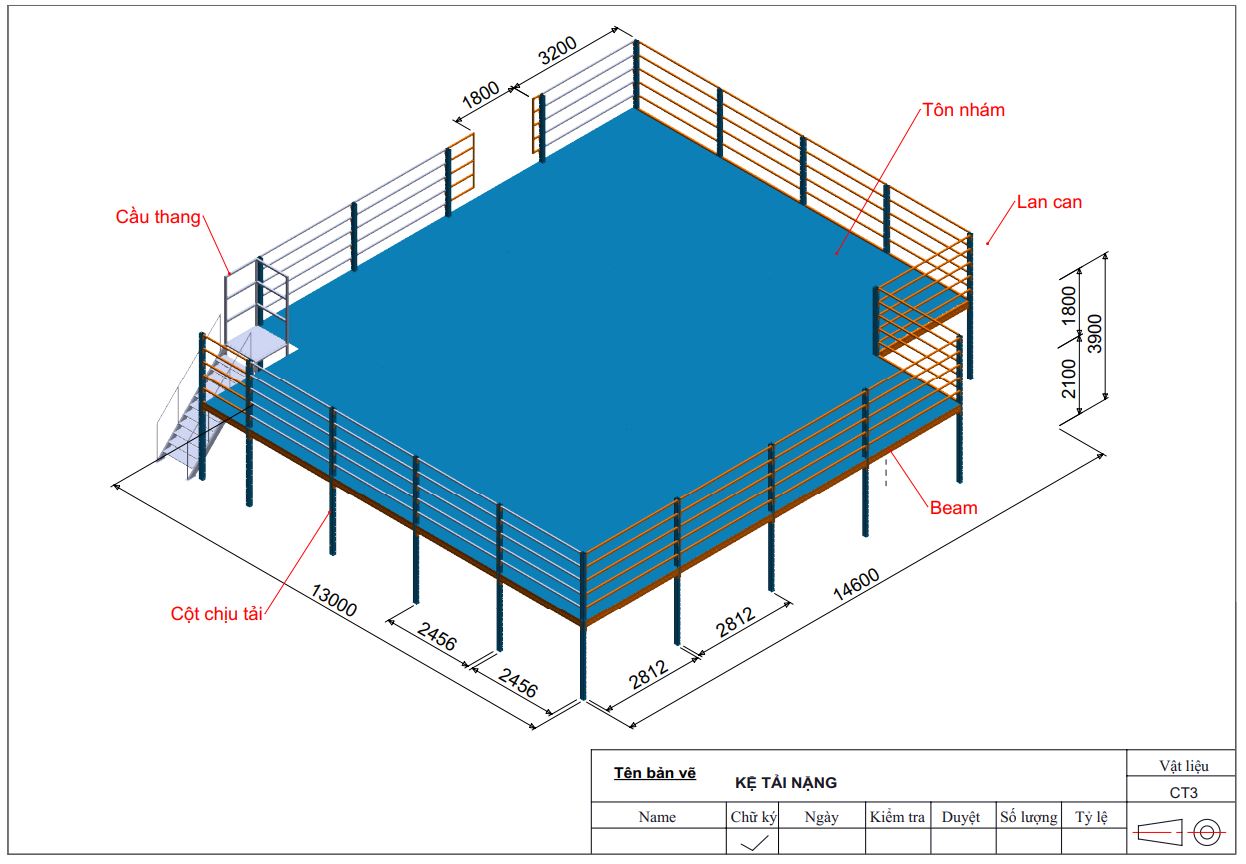 3200
1800
Tôn nhám
Lan can
Cầu thang
1800
3900
2100
Beam
Cột chịu tải
13000
14600
2456
2812
2456
2812
Tên bản vẽ
KỆ TẢI NẶNG
Vật liệu
CT3
Name Chữ ký Ngày Kiểm tra Duyệt Số lượng Tỷ lệ